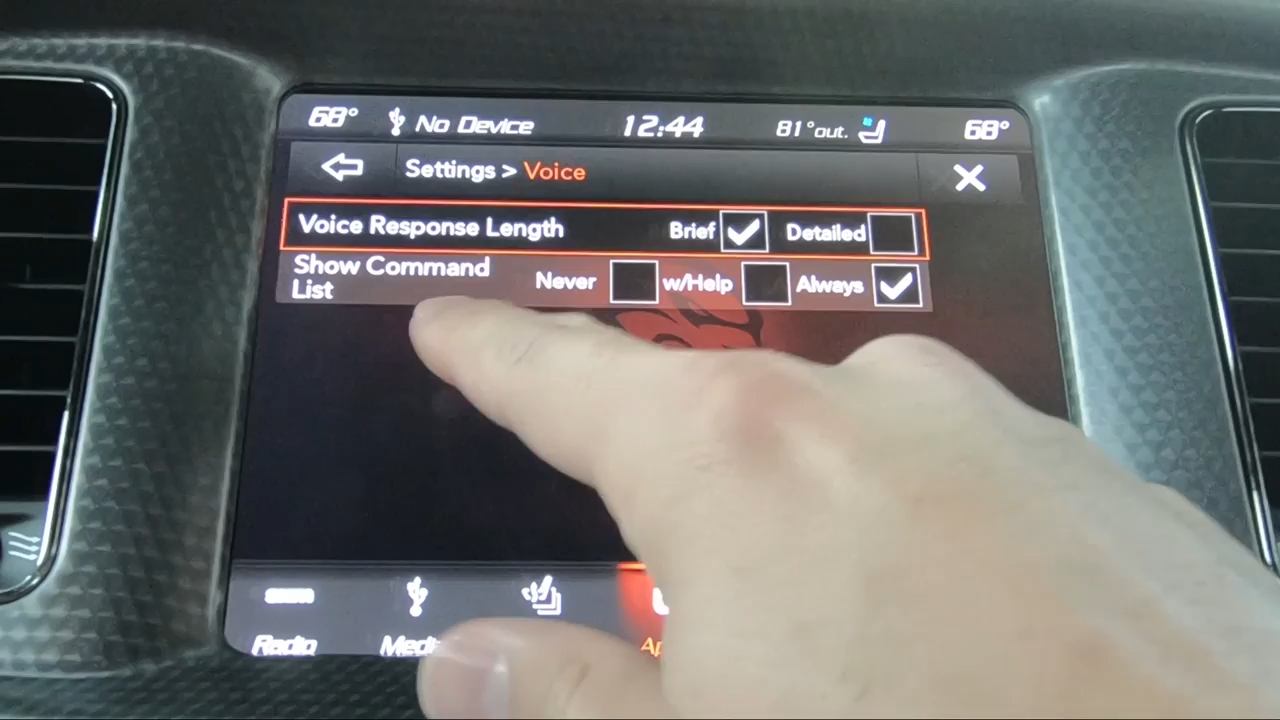 68° No Device 12:44 81°out. 68°
Settings > Voice
Voice Response Length Brief Detailed
Show Command
List Never w/Help Always
Radio